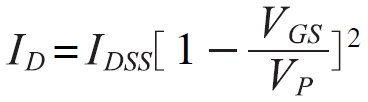 I_D = I_DSS[ 1 − V_GS / V_P ]²